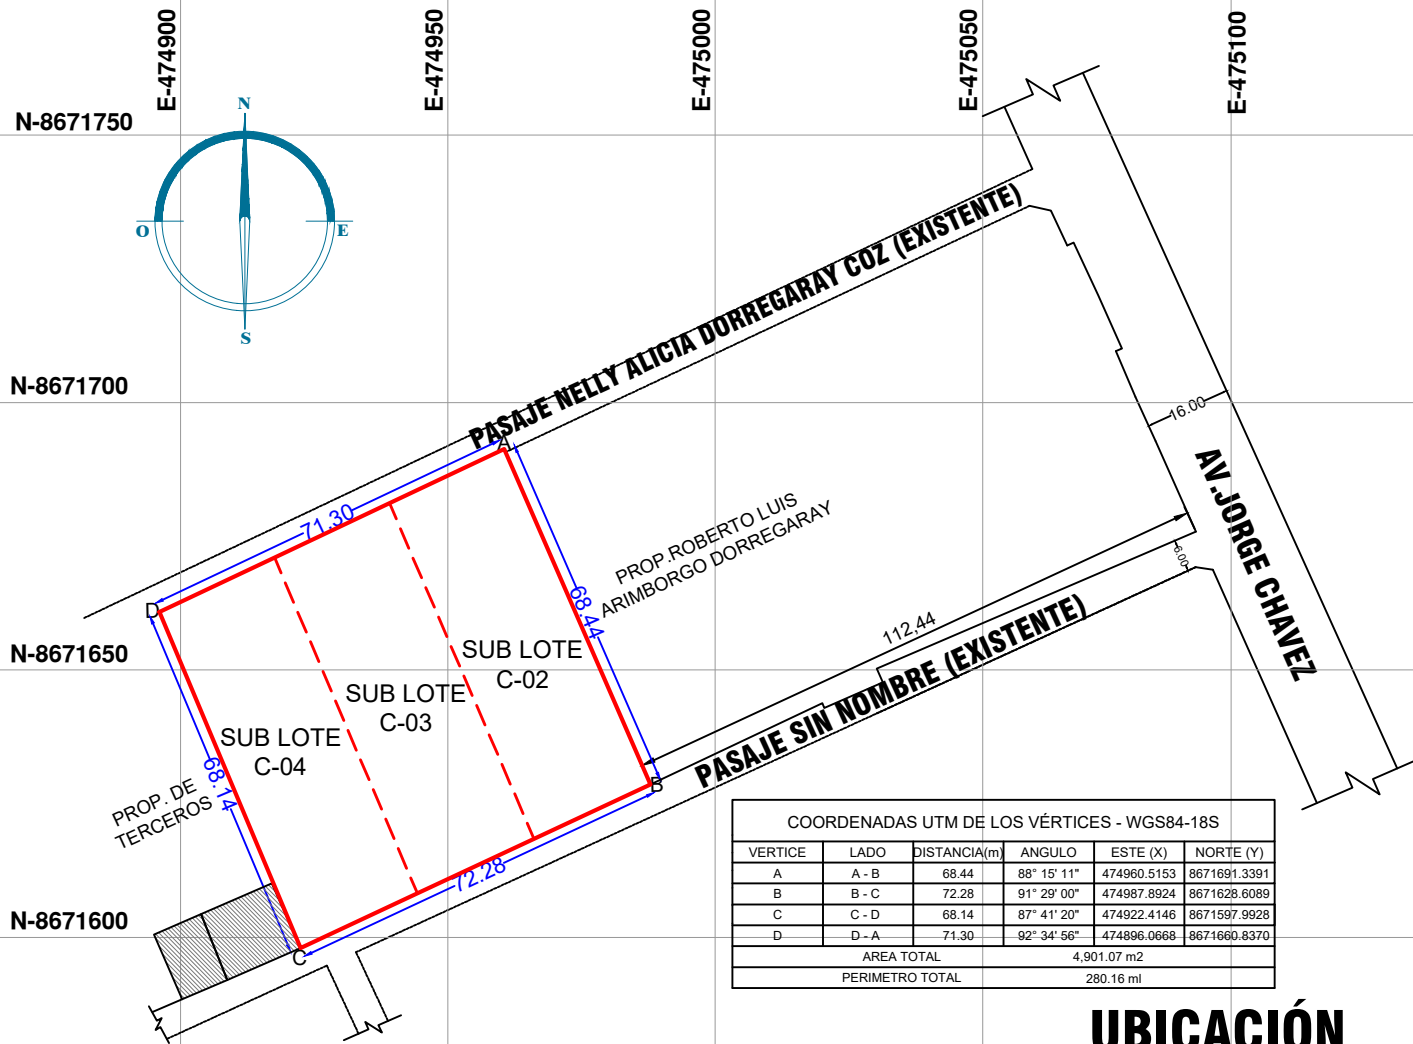 E-474900
E-474950
E-475000
E-475050
E-475100
N-8671750
N
O
E
S
PASAJE NELLY ALICIA DORREGARAY COZ (EXISTENTE)
N-8671700
16.00
A
AV.JORGE CHAVEZ
71.30
PROP.ROBERTO LUIS
ARIMBORGO DORREGARAY
68.44
6.00
D
112,44
N-8671650
SUB LOTE
C-02
SUB LOTE
C-03
SUB LOTE
C-04
PASAJE SIN NOMBRE (EXISTENTE)
68.14
PROP. DE
TERCEROS
B
72.28
N-8671600
C
COORDENADAS UTM DE LOS VÉRTICES - WGS84-18S
VERTICE LADO DISTANCIA(m) ANGULO ESTE (X) NORTE (Y)
A A - B 68.44 88° 15' 11" 474960.5153 8671691.3391
B B - C 72.28 91° 29' 00" 474987.8924 8671628.6089
C C - D 68.14 87° 41' 20" 474922.4146 8671597.9928
D D - A 71.30 92° 34' 56" 474896.0668 8671660.8370
AREA TOTAL 4,901.07 m2
PERIMETRO TOTAL 280.16 ml
UBICACIÓN